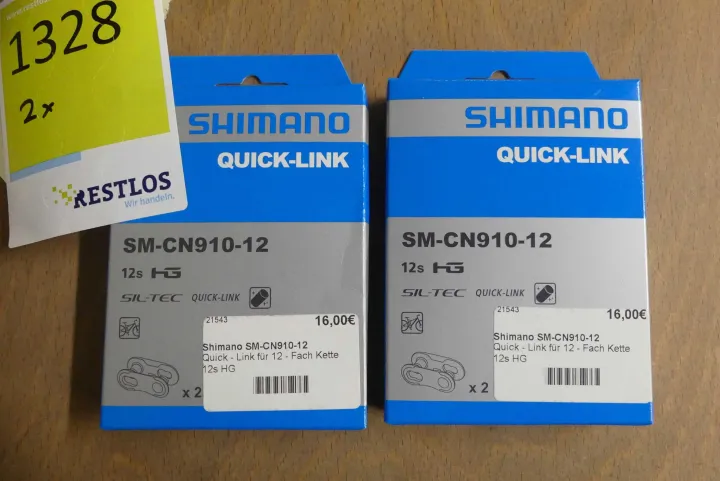 1328
2x
RESTLOS
Wir handeln.
SHIMANO
QUICK-LINK
SM-CN910-12
12s HG
SIL-TEC QUICK-LINK
21543
16,00€
Shimano SM-CN910-12
Quick - Link für 12 - Fach Kette
12s HG
x 2
SHIMANO
QUICK-LINK
SM-CN910-12
12s HG
SIL-TEC QUICK-LINK
21543
16,00€
Shimano SM-CN910-12
Quick - Link für 12 - Fach Kette
12s HG
x 2